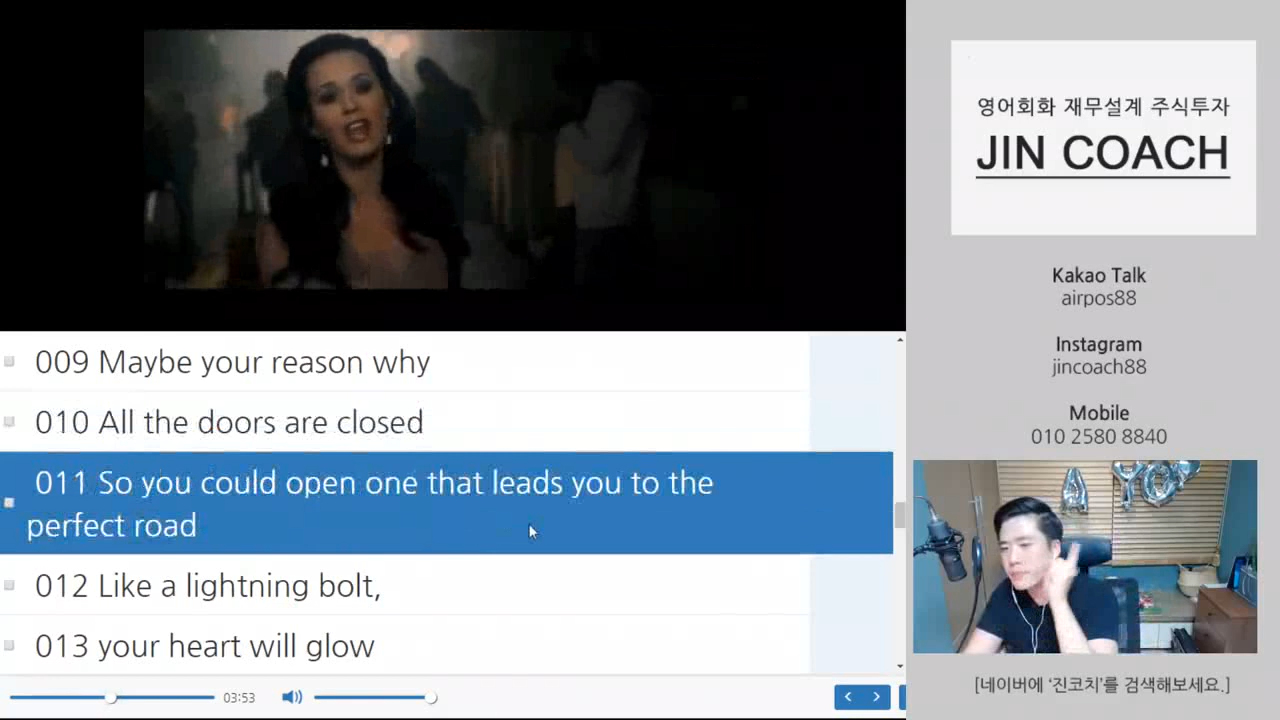 009 Maybe your reason why
010 All the doors are closed
011 So you could open one that leads you to the
perfect road
012 Like a lightning bolt,
013 your heart will glow
03:53
영어회화 재무설계 주식투자
JIN COACH
Kakao Talk
airpos88
Instagram
jincoach88
Mobile
010 2580 8840
A YOP
[네이버에 '진코치'를 검색해보세요.]